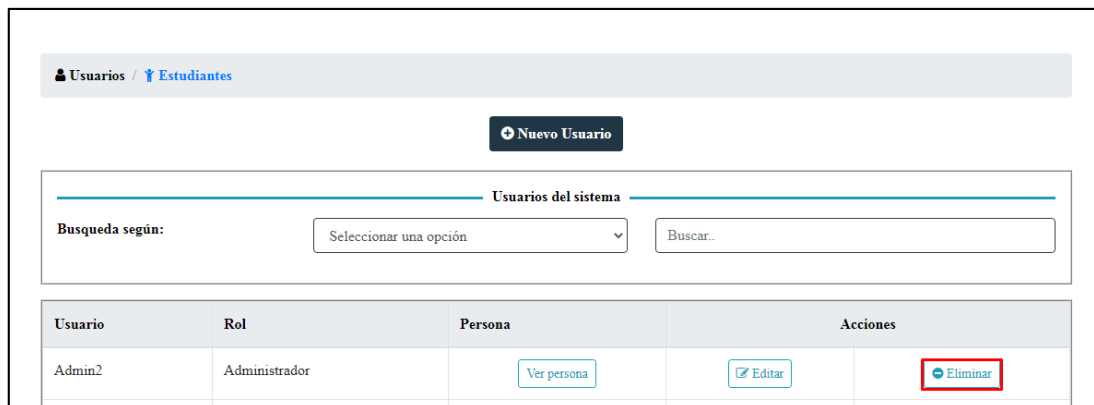 Usuarios / Estudiantes
Nuevo Usuario
Usuarios del sistema
Busqueda según:
Seleccionar una opción
Buscar..
Usuario Rol Persona Acciones
Admin2 Administrador Ver persona Editar Eliminar